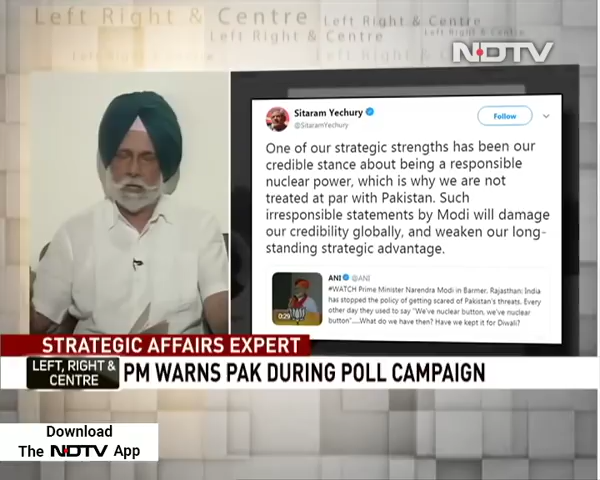 Left Right & Centre
Left Right & Centre
Left Right & Centre
Left Right & Centre
NDTV
Sitaram Yechury
@SitaramYechury
Follow
One of our strategic strengths has been our
credible stance about being a responsible
nuclear power, which is why we are not
treated at par with Pakistan. Such
irresponsible statements by Modi will damage
our credibility globally, and weaken our long-
standing strategic advantage.
ANI @ANI
#WATCH Prime Minister Narendra Modi in Barmer, Rajasthan: India
has stopped the policy of getting scared of Pakistan's threats. Every
other day they used to say "We've nuclear button, we've nuclear
button".....What do we have then? Have we kept it for Diwali?
0:29
STRATEGIC AFFAIRS EXPERT
LEFT, RIGHT &
CENTRE
PM WARNS PAK DURING POLL CAMPAIGN
Download
The NDTV App